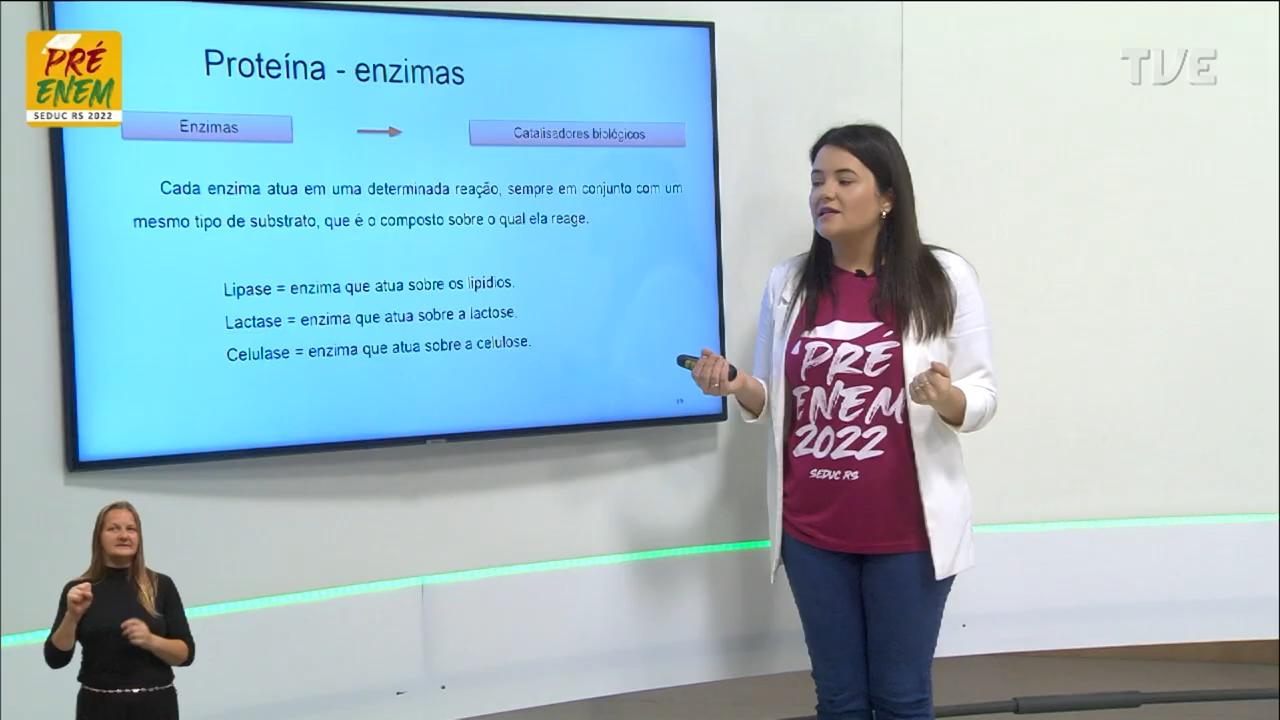 PRÉ
ENEM
SEDUC RS 2022
TVE
Proteína - enzimas
Enzimas
Catalisadores biológicos
Cada enzima atua em uma determinada reação, sempre em conjunto com um
mesmo tipo de substrato, que é o composto sobre o qual ela reage.
Lipase = enzima que atua sobre os lipidios.
Lactase = enzima que atua sobre a lactose.
Celulase = enzima que atua sobre a celulose.
19
'PRÉ
ENEM
2022
SEDUC RS